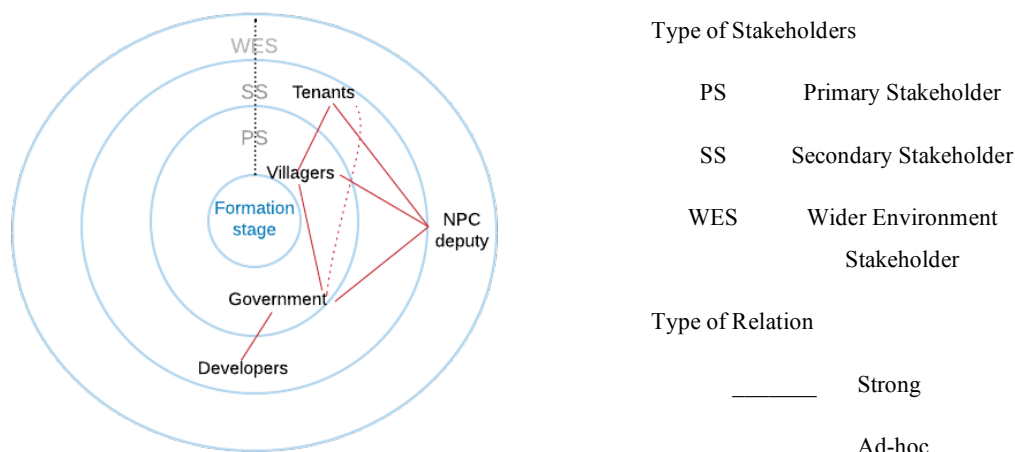 WES
SS
Tenants
PS
Villagers
Formation
stage
NPC
deputy
Government
Developers
Type of Stakeholders
PS Primary Stakeholder
SS Secondary Stakeholder
WES Wider Environment
Stakeholder
Type of Relation
_______ Strong
Ad-hoc